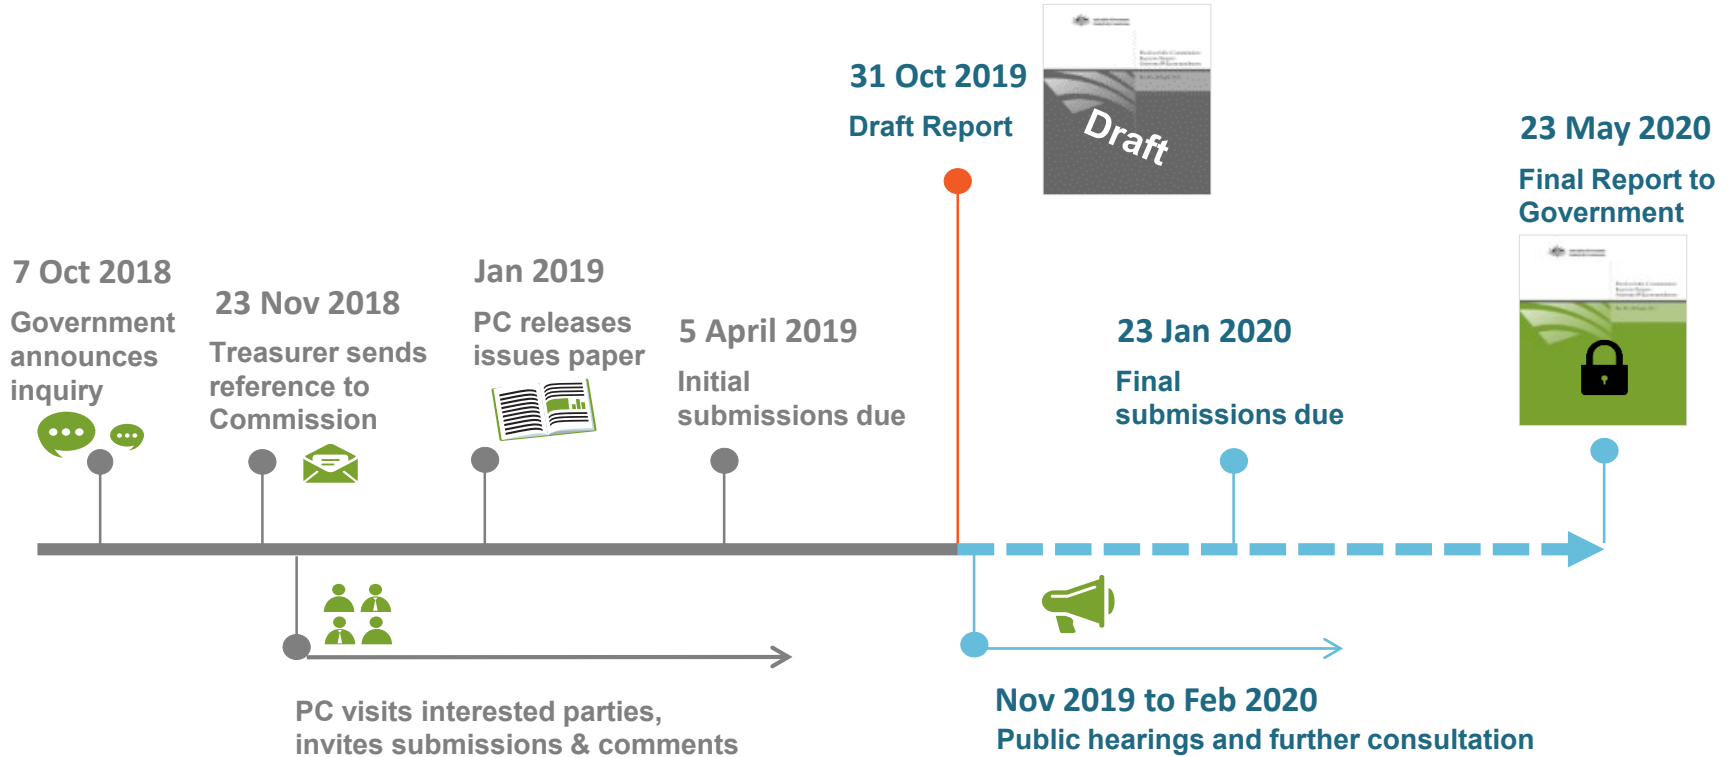 7 Oct 2018
Government
announces
inquiry
23 Nov 2018
Treasurer sends
reference to
Commission
Jan 2019
PC releases
issues paper
5 April 2019
Initial
submissions due
31 Oct 2019
Draft Report
Draft
23 Jan 2020
Final
submissions due
23 May 2020
Final Report to
Government
PC visits interested parties,
invites submissions & comments
Nov 2019 to Feb 2020
Public hearings and further consultation